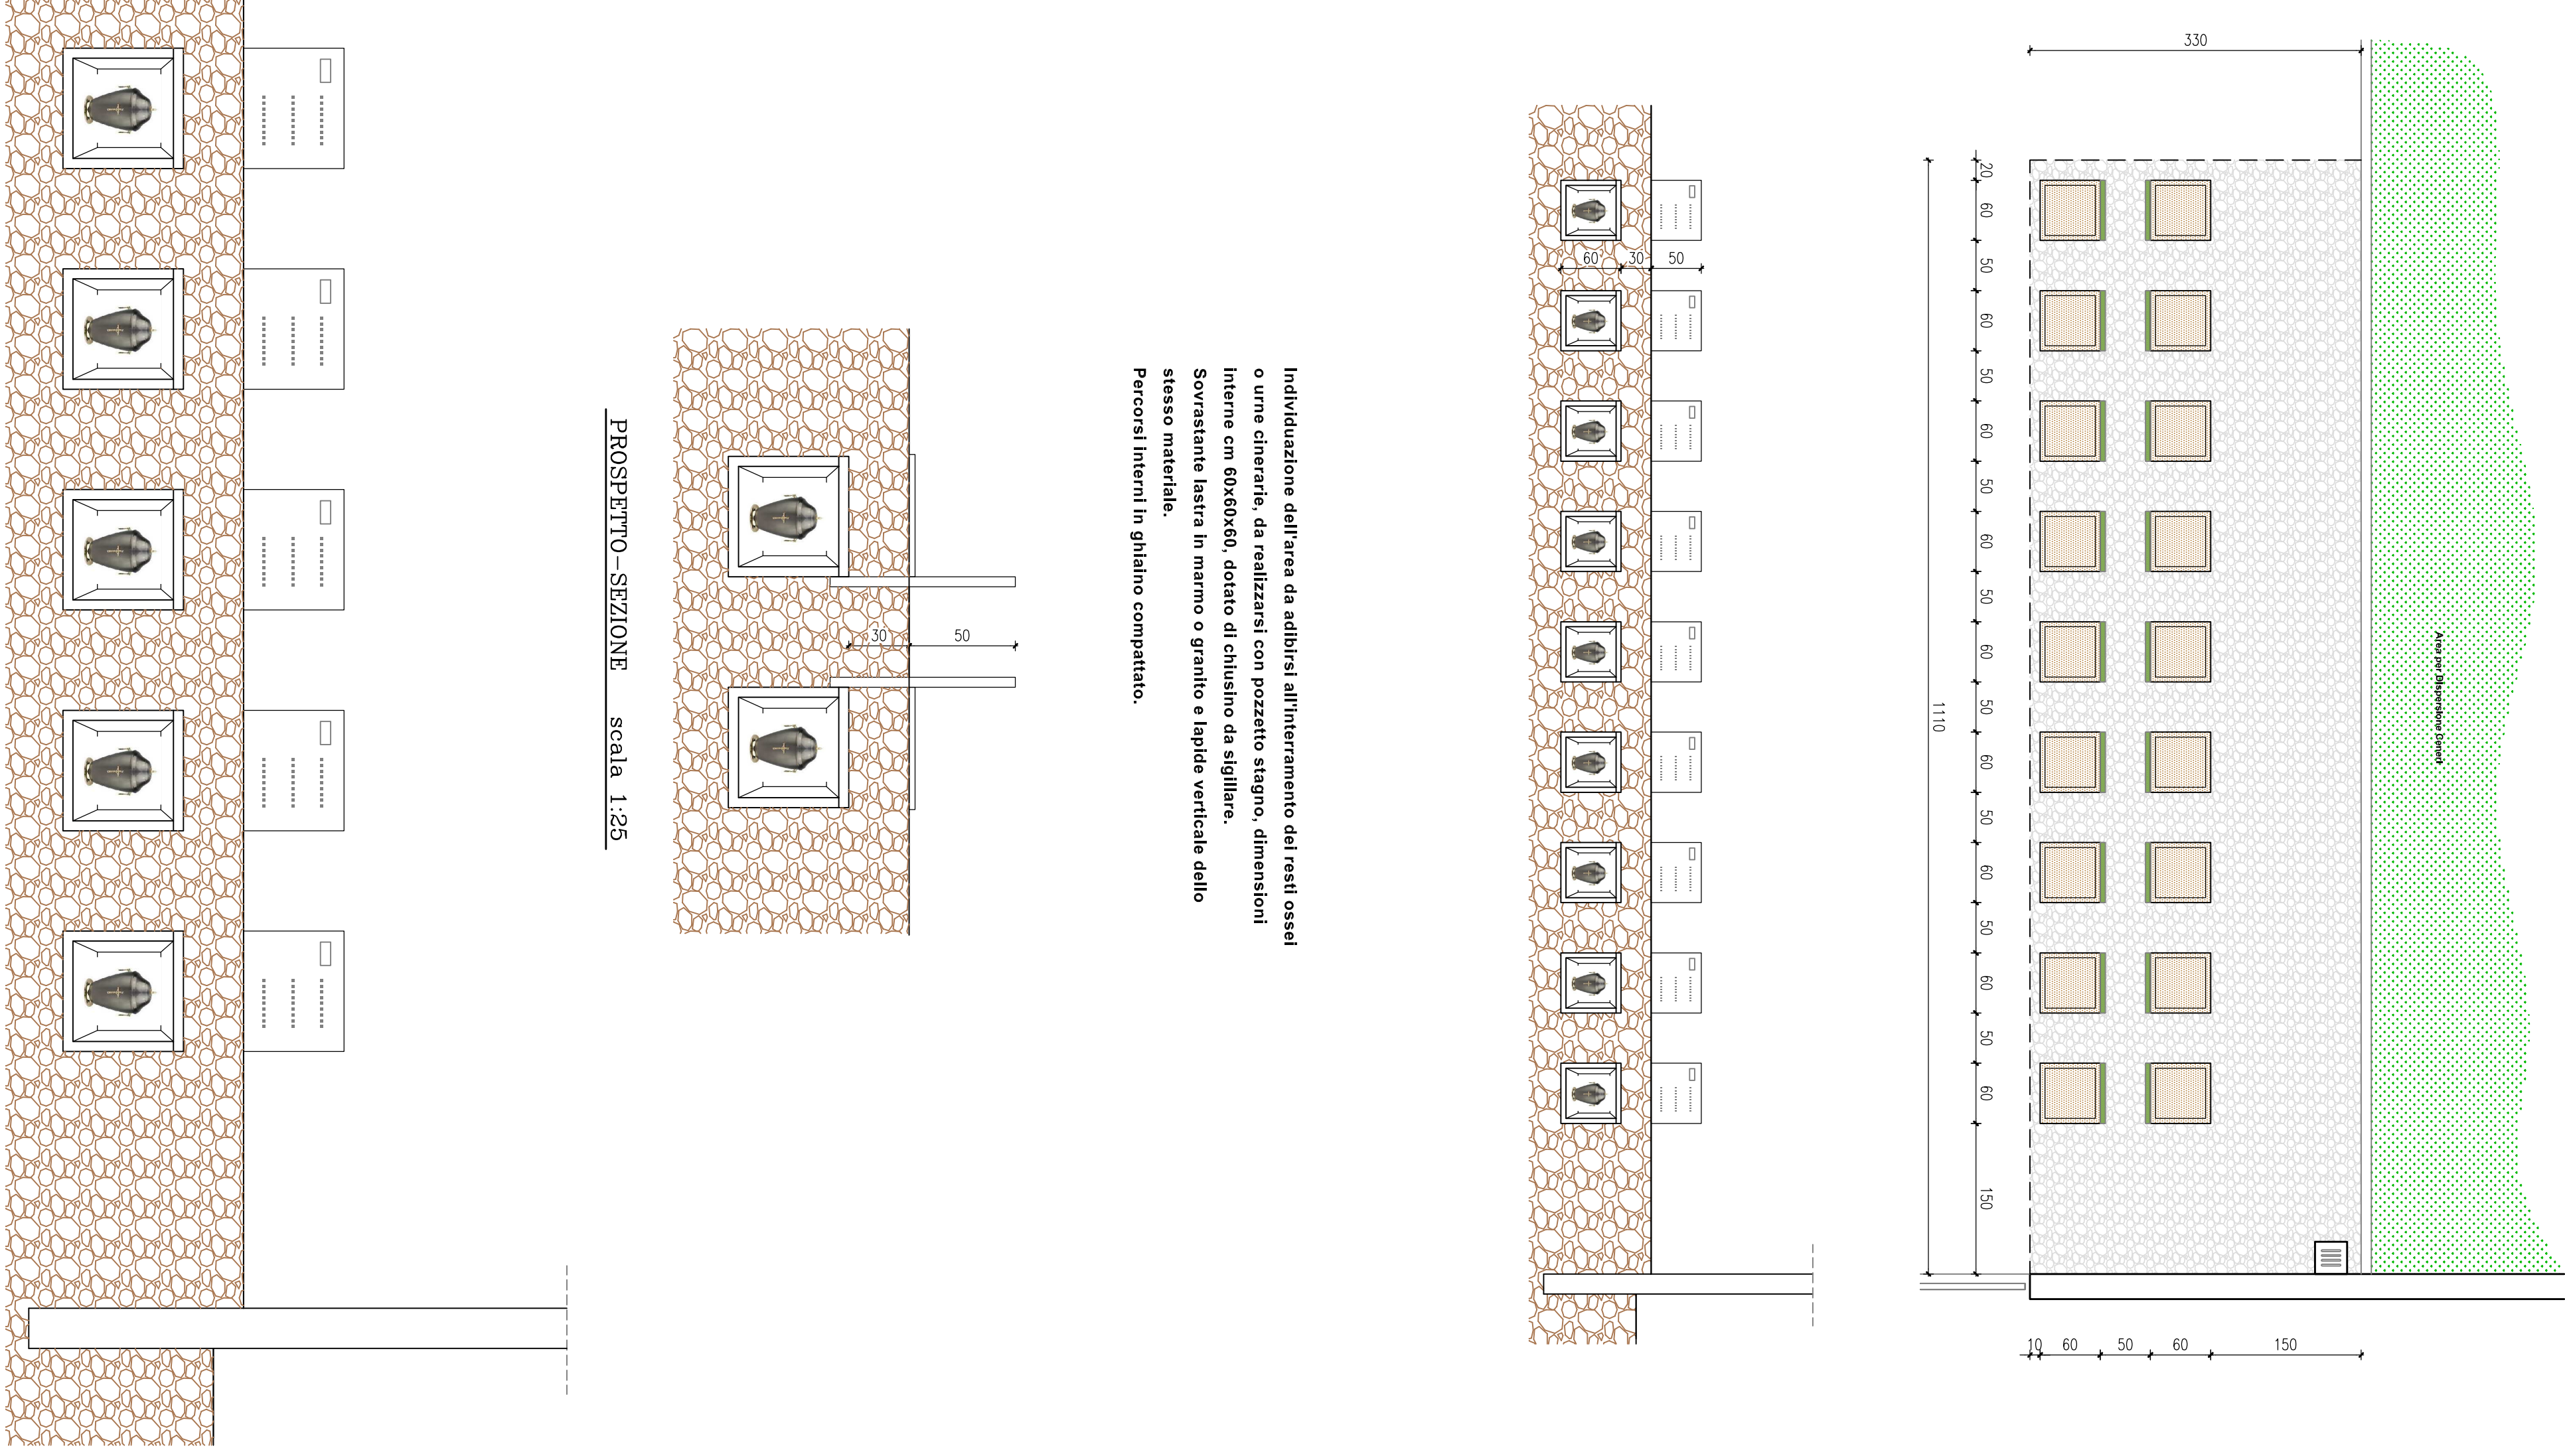 330
Area per Dispersione Ceneri
20
60
50
60
50
60
50
60
50
60
50
60
50
60
50
60
50
60
150
1110
10 60 50 60 150
60 30 50
Individuazione dell'area da adibirsi all'interramento dei resti ossei
o urne cinerarie, da realizzarsi con pozzetto stagno, dimensioni
interne cm 60x60x60, dotato di chiusino da sigillare.
Sovrastante lastra in marmo o granito e lapide verticale dello
stesso materiale.
Percorsi interni in ghiaino compattato.
30 50
PROSPETTO-SEZIONE scala 1:25